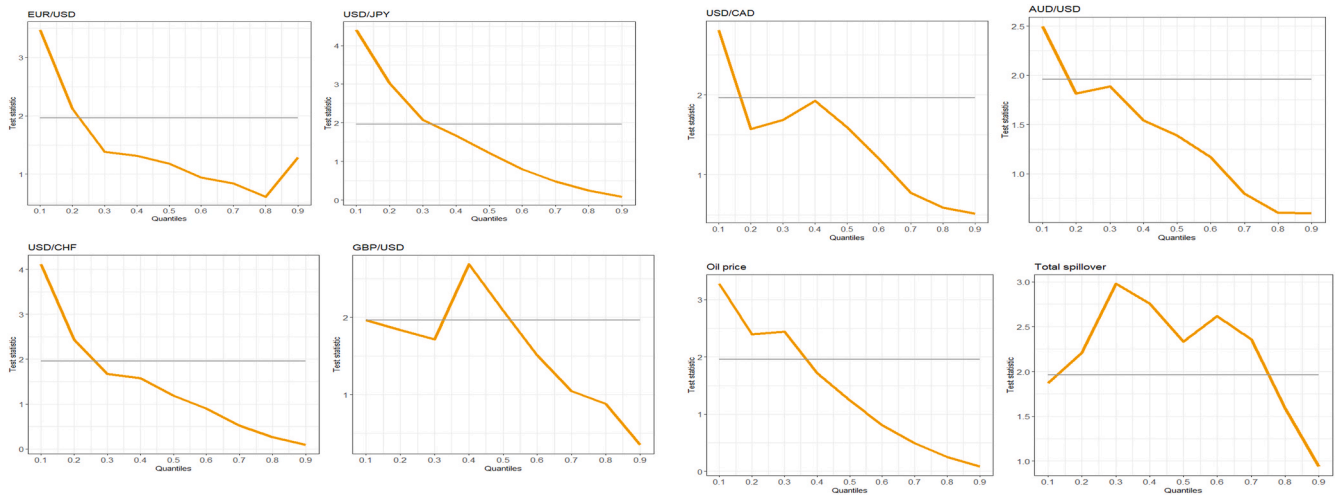 EUR/USD
Test statistic
3
2
1
0.1 0.2 0.3 0.4 0.5 0.6 0.7 0.8 0.9
Quantiles
USD/JPY
Test statistic
4
3
2
1
0
0.1 0.2 0.3 0.4 0.5 0.6 0.7 0.8 0.9
Quantiles
USD/CAD
Test statistic
2
1
0.1 0.2 0.3 0.4 0.5 0.6 0.7 0.8 0.9
Quantiles
AUD/USD
Test statistic
2.5
2.0
1.5
1.0
0.1 0.2 0.3 0.4 0.5 0.6 0.7 0.8 0.9
Quantiles
USD/CHF
Test statistic
4
3
2
1
0
0.1 0.2 0.3 0.4 0.5 0.6 0.7 0.8 0.9
Quantiles
GBP/USD
Test statistic
2
1
0.1 0.2 0.3 0.4 0.5 0.6 0.7 0.8 0.9
Quantiles
Oil price
Test statistic
3
2
1
0
0.1 0.2 0.3 0.4 0.5 0.6 0.7 0.8 0.9
Quantiles
Total spillover
Test statistic
3.0
2.5
2.0
1.5
1.0
0.1 0.2 0.3 0.4 0.5 0.6 0.7 0.8 0.9
Quantiles